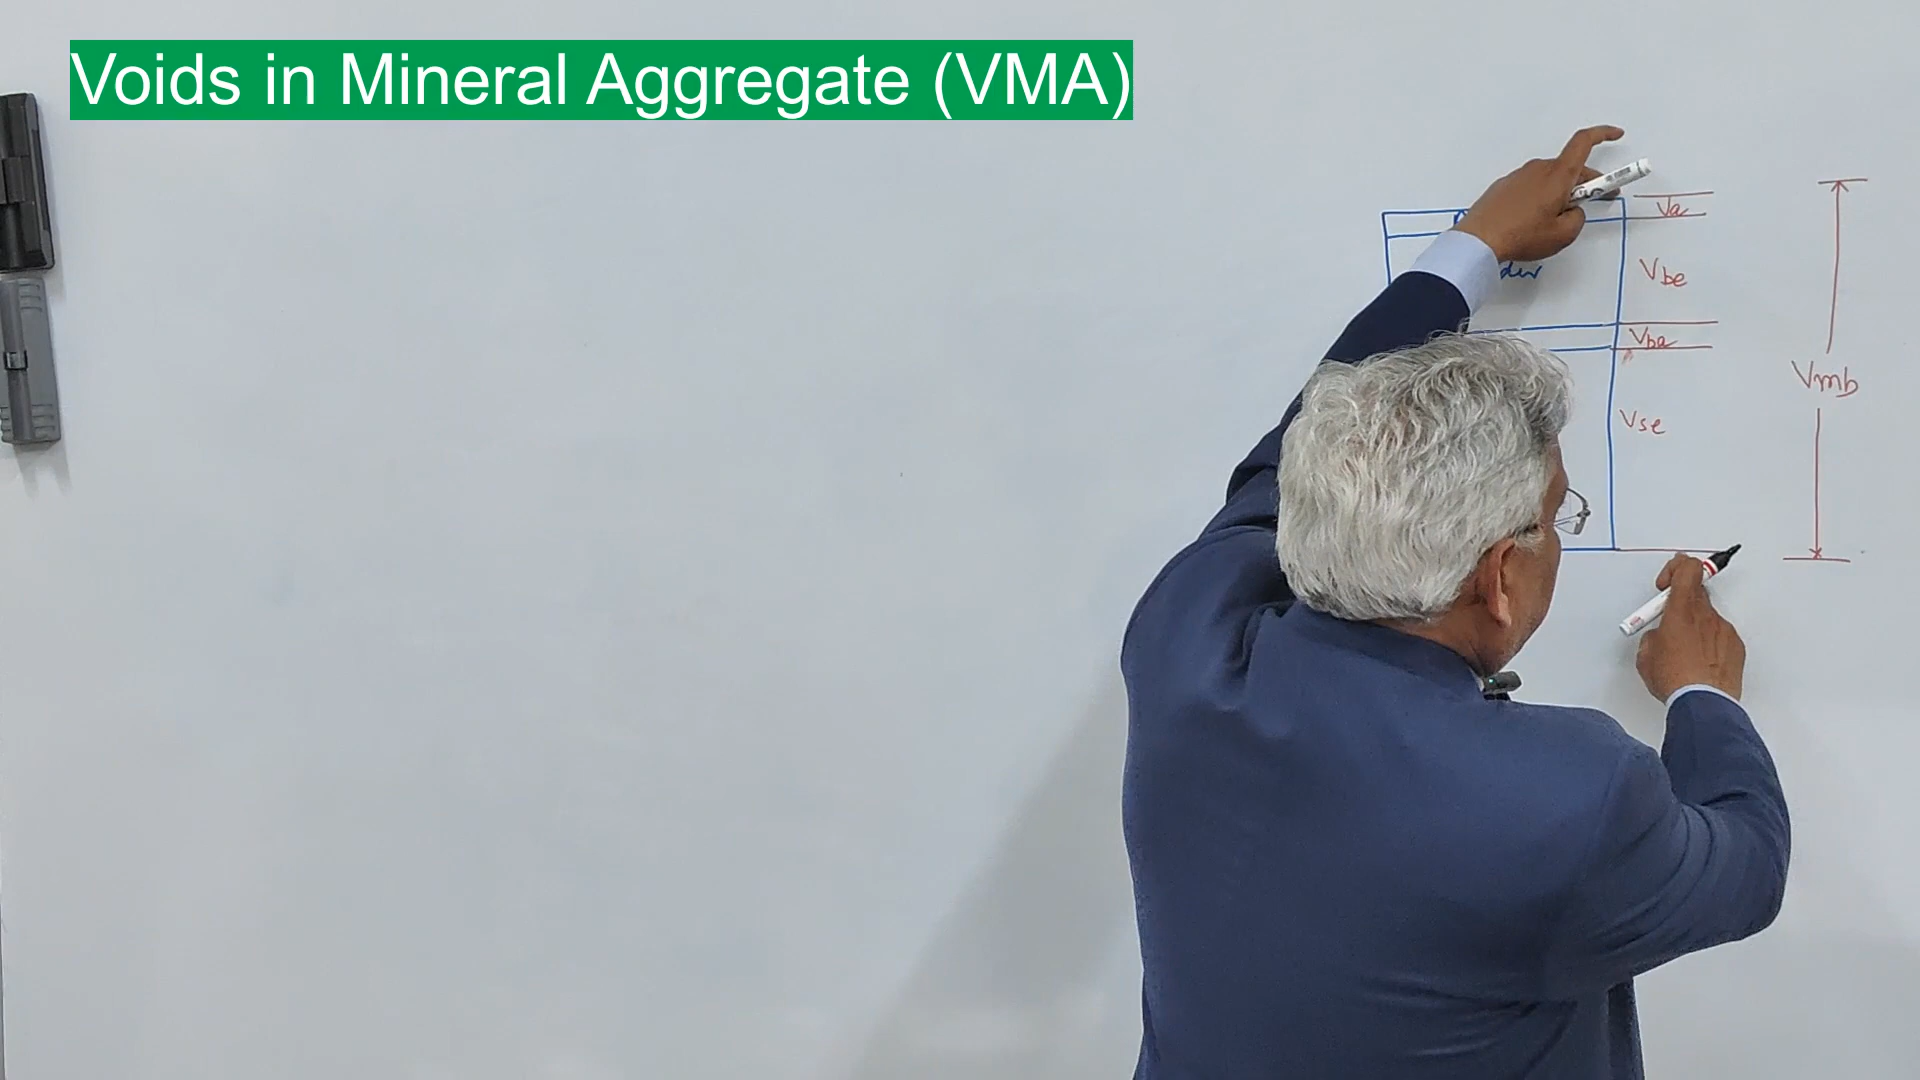 Voids in Mineral Aggregate (VMA)
Va
Vbe
Vba
Vmb
Vse